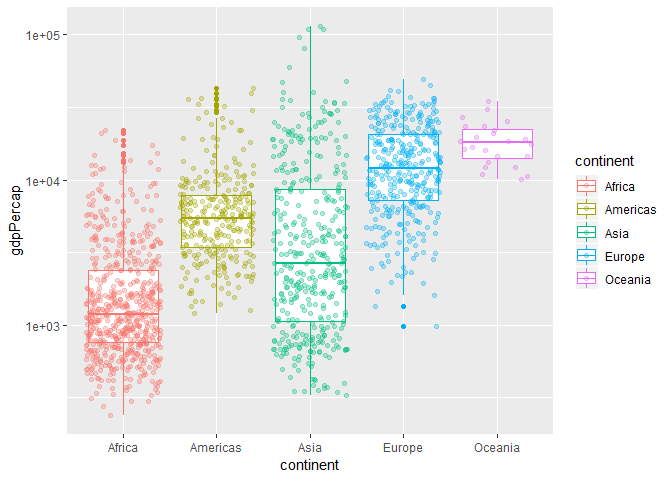 gdpPercap
1e+05
1e+04
1e+03
Africa
Americas
Asia
Europe
Oceania
continent
continent
Africa
Americas
Asia
Europe
Oceania